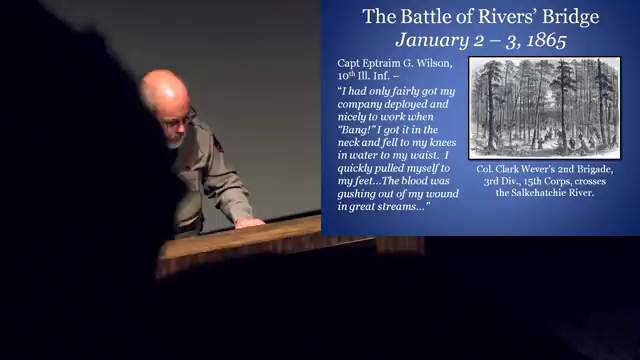 The Battle of Rivers' Bridge
January 2 – 3, 1865
Capt Eptraim G. Wilson,
10th Ill. Inf. –
"I had only fairly got my
company deployed and
nicely to work when
"Bang!" I got it in the
neck and fell to my knees
in water to my waist. I
quickly pulled myself to
my feet...The blood was
gushing out of my wound
in great streams..."
Col. Clark Wever's 2nd Brigade,
3rd Div., 15th Corps, crosses
the Salkehatchie River.